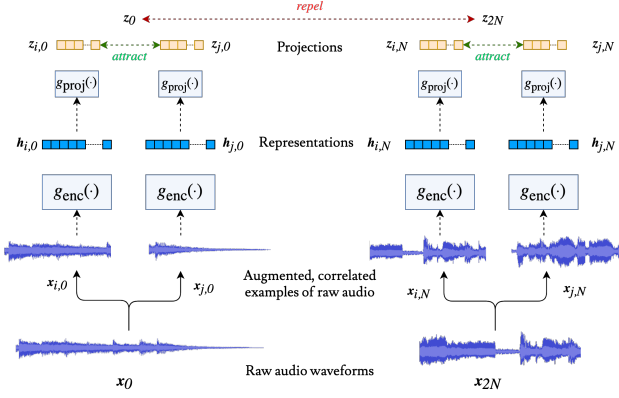 repel
z0 z2N
zi,0 zj,0 Projections zi,N zj,N
attract attract
gproj(·) gproj(·) gproj(·) gproj(·)
hi,0 hj,0 Representations hi,N hj,N
genc(·) genc(·) genc(·) genc(·)
xi,0 xj,0 Augmented, correlated
examples of raw audio xi,N xj,N
Raw audio waveforms
x0 x2N